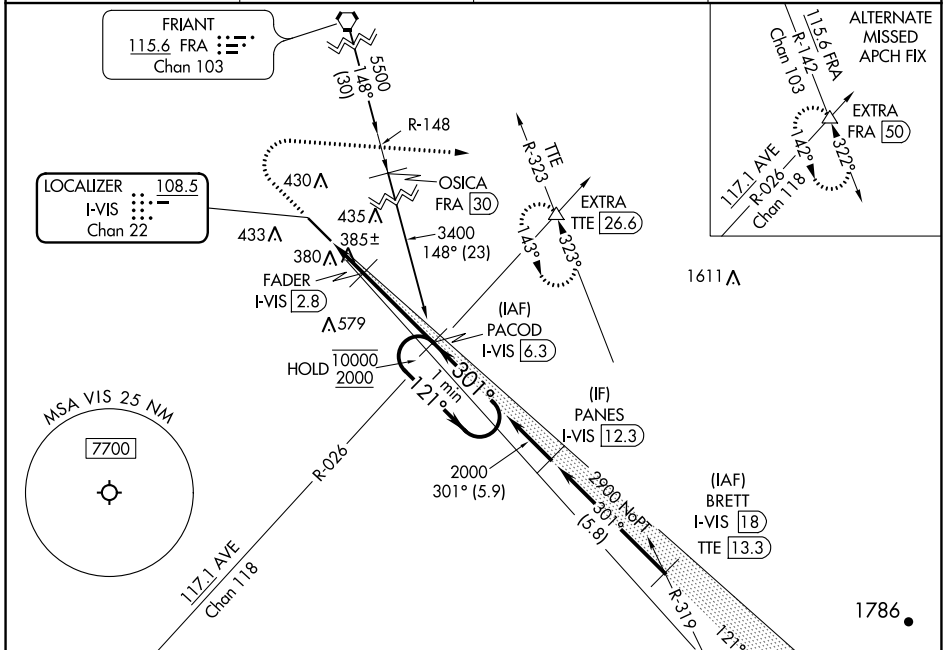 FRIANT
115.6 FRA
Chan 103
5500
148°
(30)
R-148
OSICA
FRA 30
3400
148° (23)
LOCALIZER 108.5
I-VIS
Chan 22
430
433
435
385±
380
579
FADER
I-VIS 2.8
TTE
R-323
EXTRA
TTE 26.6
143°
323°
ALTERNATE
MISSED
APCH FIX
115.6 FRA
R-142
Chan 103
EXTRA
FRA 50
142°
322°
117.1 AVE
R-026
Chan 118
1611
(IAF)
PACOD
I-VIS 6.3
HOLD 10000
2000
1 min
301°
121°
(IF)
PANES
I-VIS 12.3
2000
301° (5.9)
2900 NoPT
301°
(5.8)
(IAF)
BRETT
I-VIS 18
TTE 13.3
R-319
121°
1786
MSA VIS 25 NM
7700
R-026
117.1 AVE
Chan 118